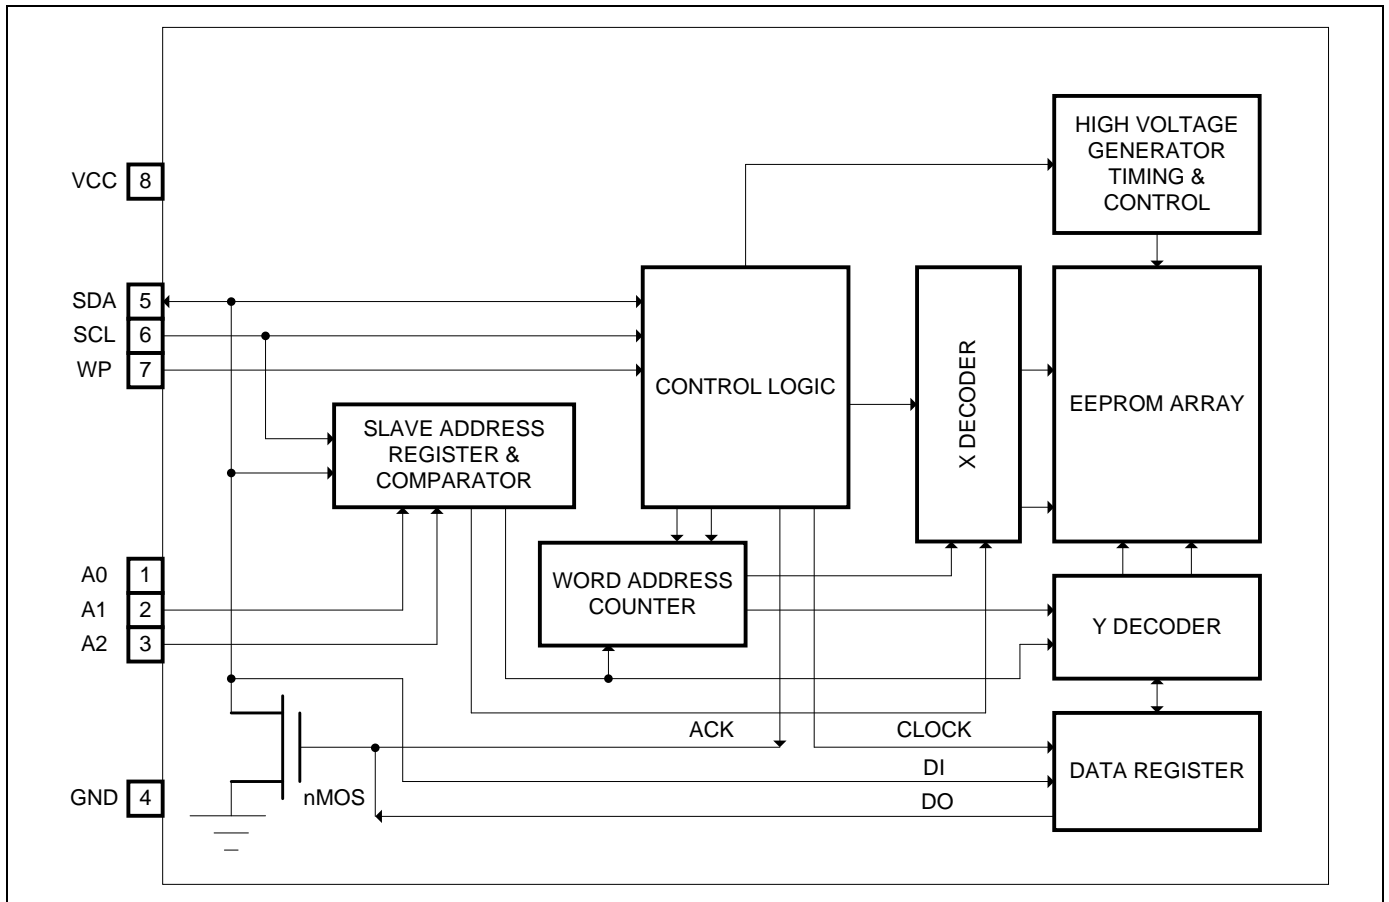 HIGH VOLTAGE
GENERATOR
TIMING &
CONTROL
VCC 8
SDA 5
SCL 6
WP 7
CONTROL LOGIC
X DECODER
EEPROM ARRAY
SLAVE ADDRESS
REGISTER &
COMPARATOR
A0 1
A1 2
A2 3
WORD ADDRESS
COUNTER
Y DECODER
ACK
CLOCK
DI
DO
DATA REGISTER
GND 4
nMOS